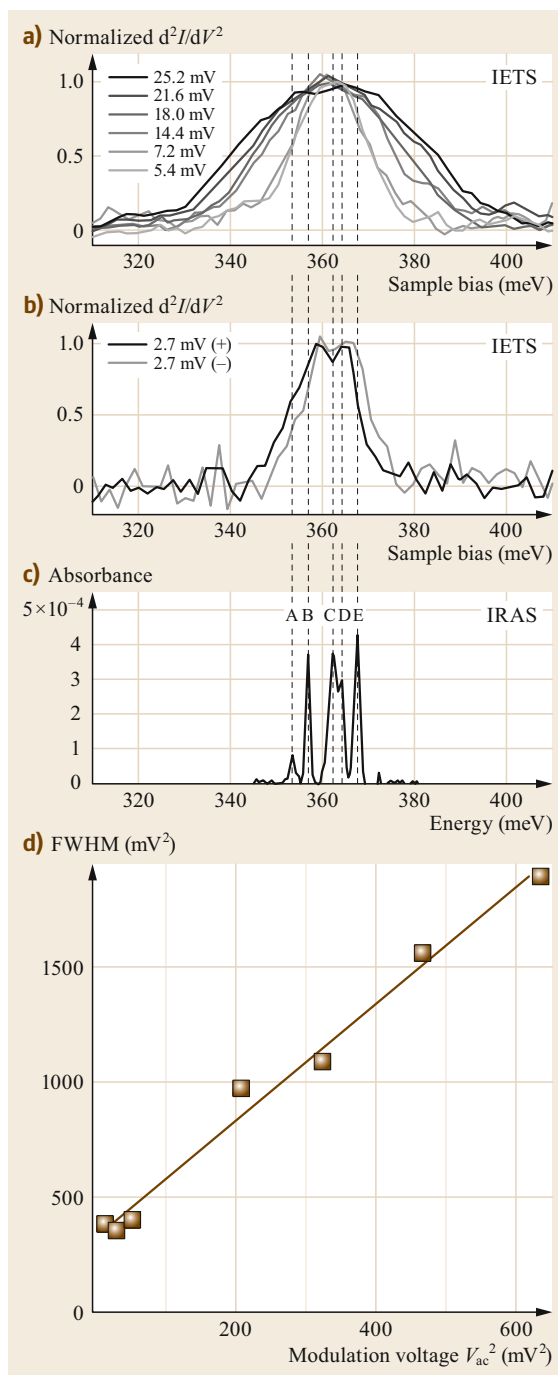 a) Normalized d²I/dV²
IETS
25.2 mV
21.6 mV
18.0 mV
14.4 mV
7.2 mV
5.4 mV
1.0
0.5
0
320 340 360 380 400
Sample bias (meV)
b) Normalized d²I/dV²
IETS
2.7 mV (+)
2.7 mV (–)
1.0
0.5
0
320 340 360 380 400
Sample bias (meV)
c) Absorbance
5×10⁻⁴
A B C D E
IRAS
4
3
2
1
0
320 340 360 380 400
Energy (meV)
d) FWHM (mV²)
1500
1000
500
0
200 400 600
Modulation voltage Vac² (mV²)